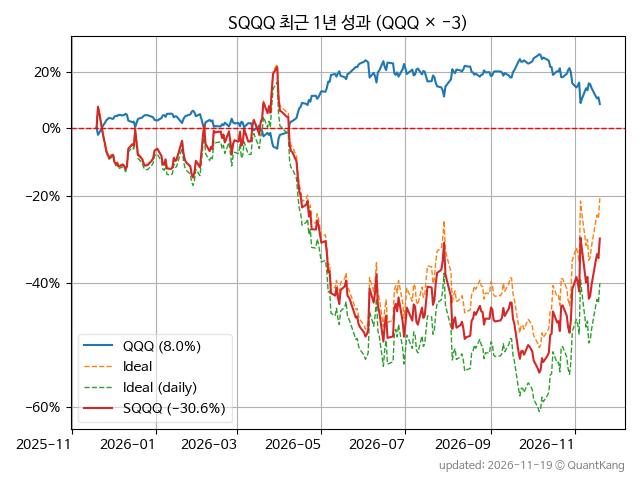 SQQQ 최근 1년 성과 (QQQ × −3)
20%
0%
−20%
−40%
−60%
QQQ (8.0%)
Ideal
Ideal (daily)
SQQQ (−30.6%)
2025-11
2026-01
2026-03
2026-05
2026-07
2026-09
2026-11
updated: 2026-11-19 © QuantKang